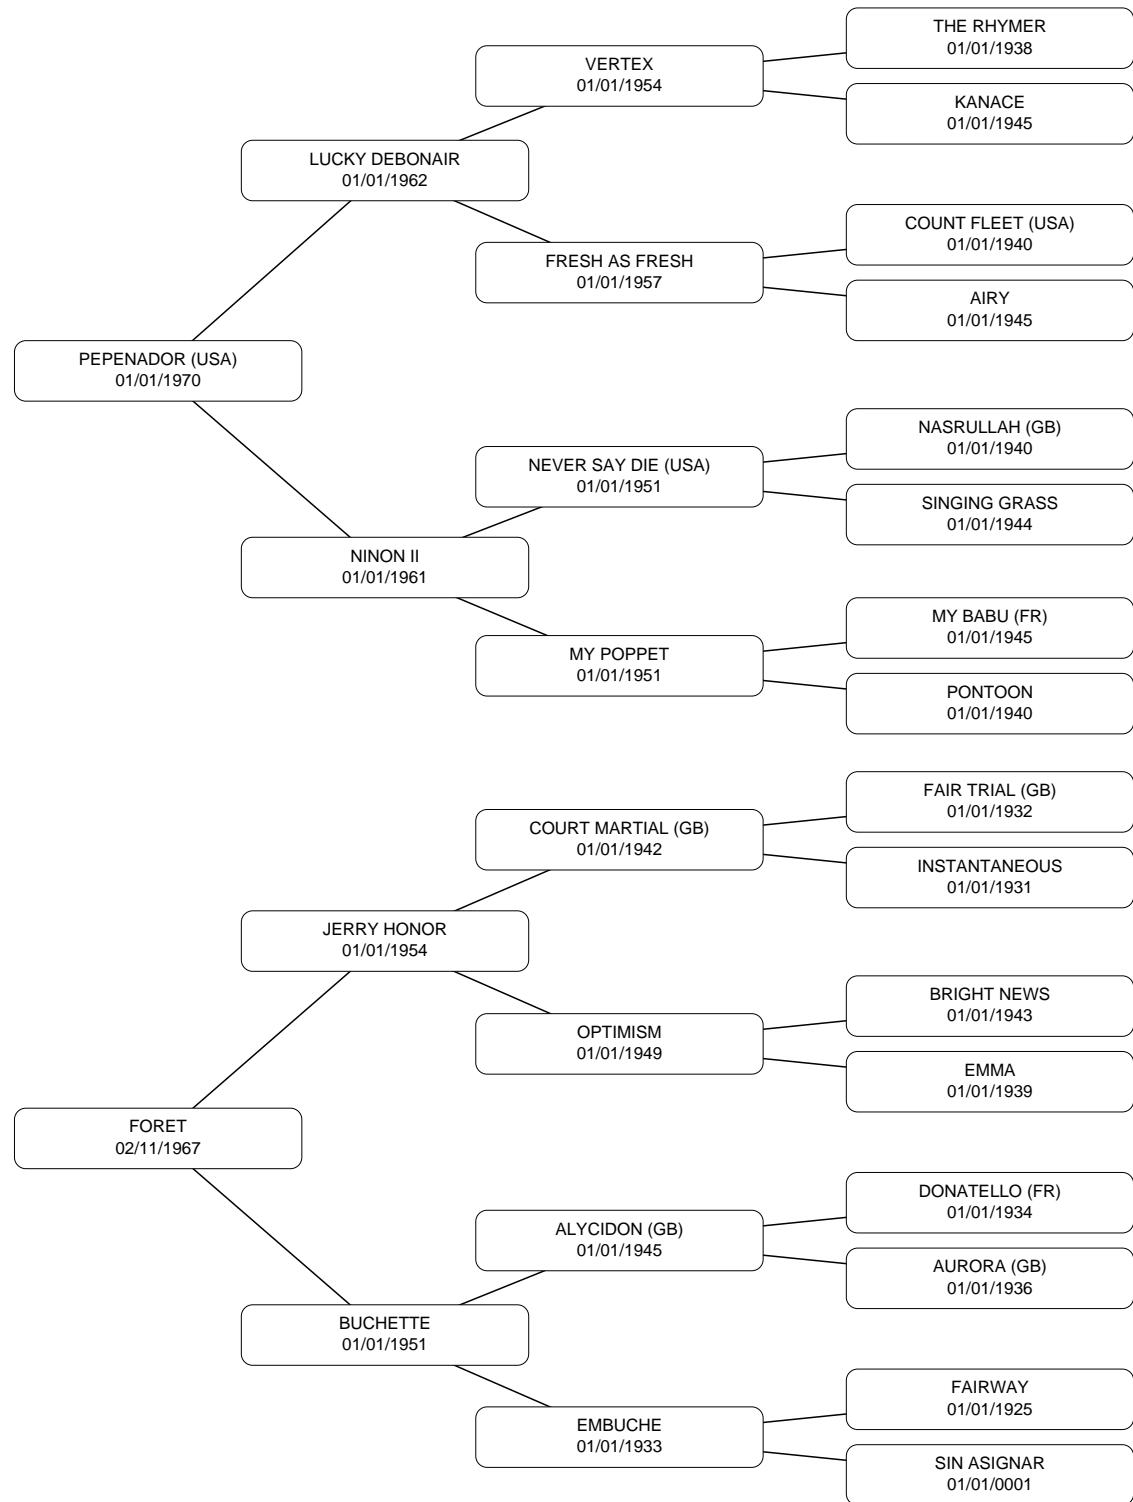 THE RHYMER
01/01/1938
VERTEX
01/01/1954
KANACE
01/01/1945
LUCKY DEBONAIR
01/01/1962
COUNT FLEET (USA)
01/01/1940
FRESH AS FRESH
01/01/1957
AIRY
01/01/1945
PEPENADOR (USA)
01/01/1970
NASRULLAH (GB)
01/01/1940
NEVER SAY DIE (USA)
01/01/1951
SINGING GRASS
01/01/1944
NINON II
01/01/1961
MY BABU (FR)
01/01/1945
MY POPPET
01/01/1951
PONTOON
01/01/1940
FAIR TRIAL (GB)
01/01/1932
COURT MARTIAL (GB)
01/01/1942
INSTANTANEOUS
01/01/1931
JERRY HONOR
01/01/1954
BRIGHT NEWS
01/01/1943
OPTIMISM
01/01/1949
EMMA
01/01/1939
FORET
02/11/1967
DONATELLO (FR)
01/01/1934
ALYCIDON (GB)
01/01/1945
AURORA (GB)
01/01/1936
BUCHETTE
01/01/1951
FAIRWAY
01/01/1925
EMBUCHE
01/01/1933
SIN ASIGNAR
01/01/0001